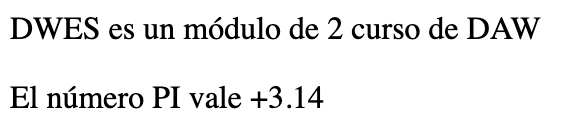 DWES es un módulo de 2 curso de DAW
El número PI vale +3.14